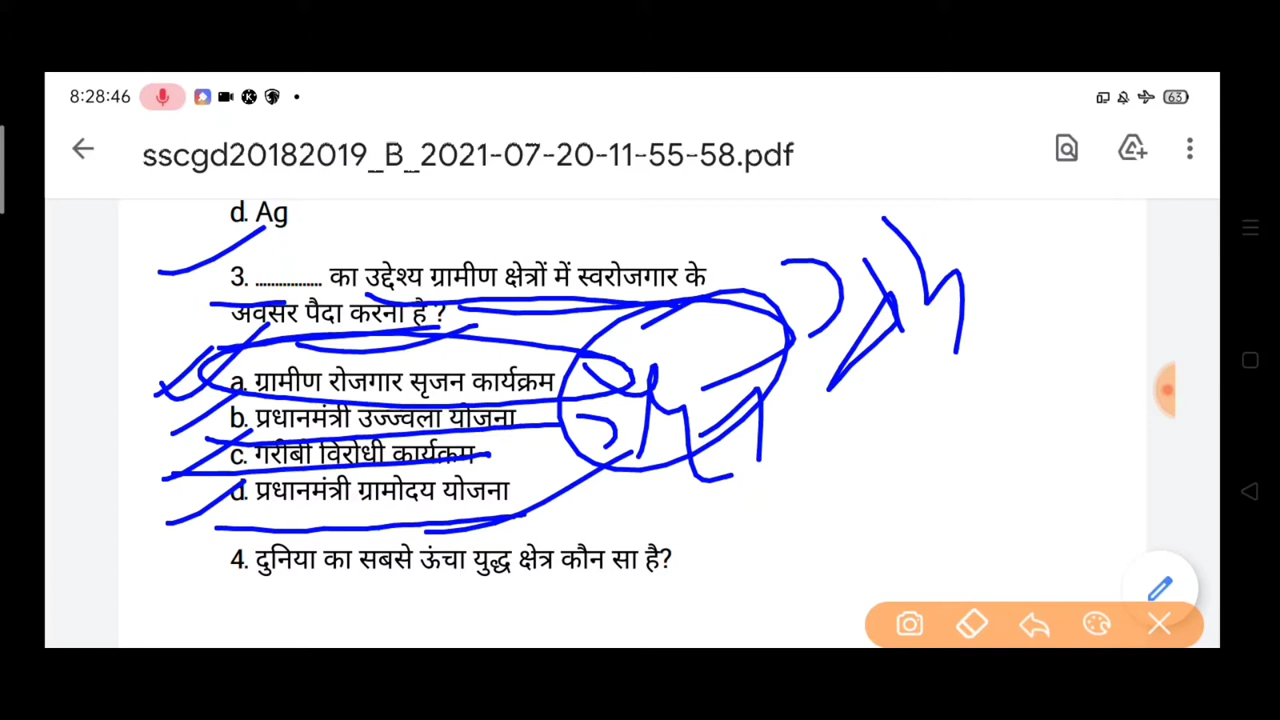 8:28:46
63
sscgd20182019_B_2021-07-20-11-55-58.pdf
d. Ag
3. ................ का उद्देश्य ग्रामीण क्षेत्रों में स्वरोजगार के
अवसर पैदा करना है ?
a. ग्रामीण रोजगार सृजन कार्यक्रम
b. प्रधानमंत्री उज्ज्वला योजना
c. गरीबी विरोधी कार्यक्रम
d. प्रधानमंत्री ग्रामोदय योजना
4. दुनिया का सबसे ऊंचा युद्ध क्षेत्र कौन सा है?